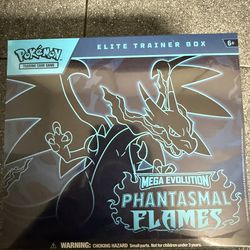 ELITE TRAINER BOX
6+
POKÉMON
TRADING CARD GAME
MEGA EVOLUTION
PHANTASMAL
FLAMES
WARNING: CHOKING HAZARD Small parts. Not for children under 3 years.